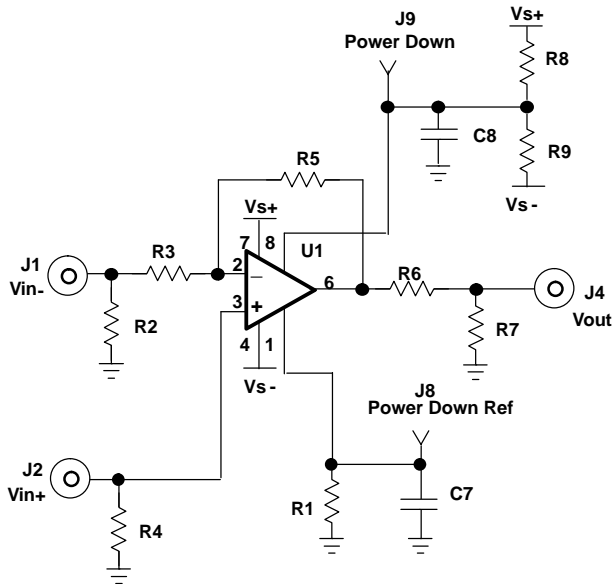 J9
Power Down
Vs+
R8
C8
R9
Vs-
R5
Vs+
7 8
U1
J1
Vin-
R3
2
−
6
R6
J4
Vout
R2
3
+
R7
4 1
Vs-
J8
Power Down Ref
J2
Vin+
R4
R1
C7